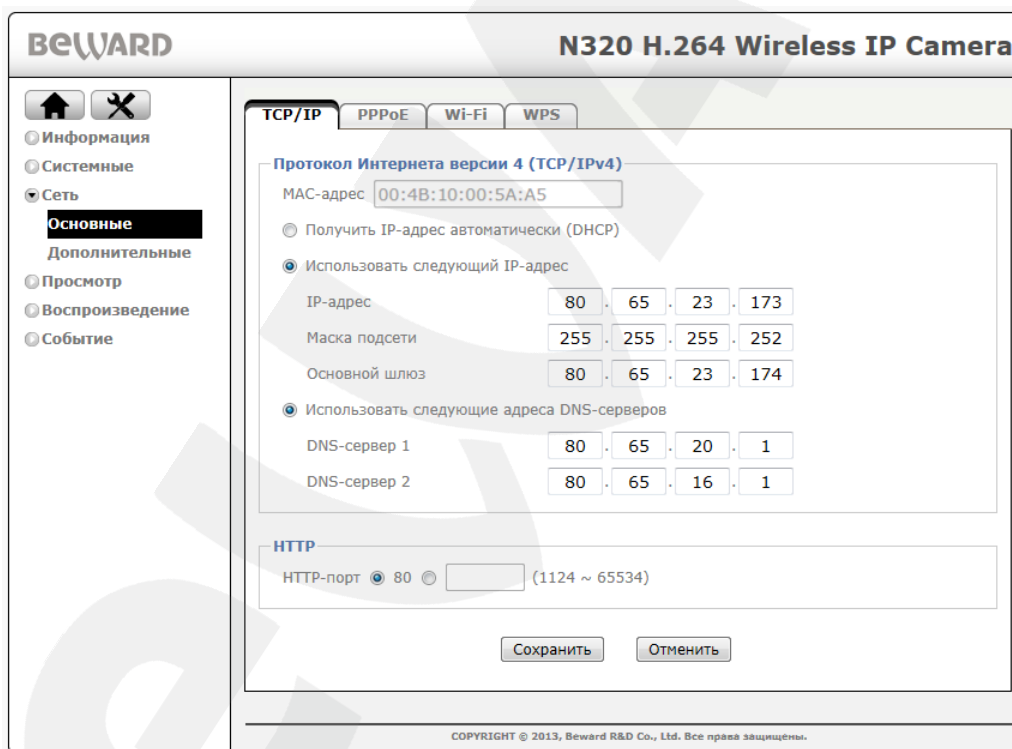 BEWARD
N320 H.264 Wireless IP Camera
Информация
Системные
Сеть
Основные
Дополнительные
Просмотр
Воспроизведение
Событие
TCP/IP PPPoE Wi-Fi WPS
Протокол Интернета версии 4 (TCP/IPv4)
MAC-адрес 00:4B:10:00:5A:A5
Получить IP-адрес автоматически (DHCP)
Использовать следующий IP-адрес
IP-адрес 80 . 65 . 23 . 173
Маска подсети 255 . 255 . 255 . 252
Основной шлюз 80 . 65 . 23 . 174
Использовать следующие адреса DNS-серверов
DNS-сервер 1 80 . 65 . 20 . 1
DNS-сервер 2 80 . 65 . 16 . 1
HTTP
HTTP-порт 80 (1124 ~ 65534)
Сохранить Отменить
COPYRIGHT © 2013, Beward R&D Co., Ltd. Все права защищены.